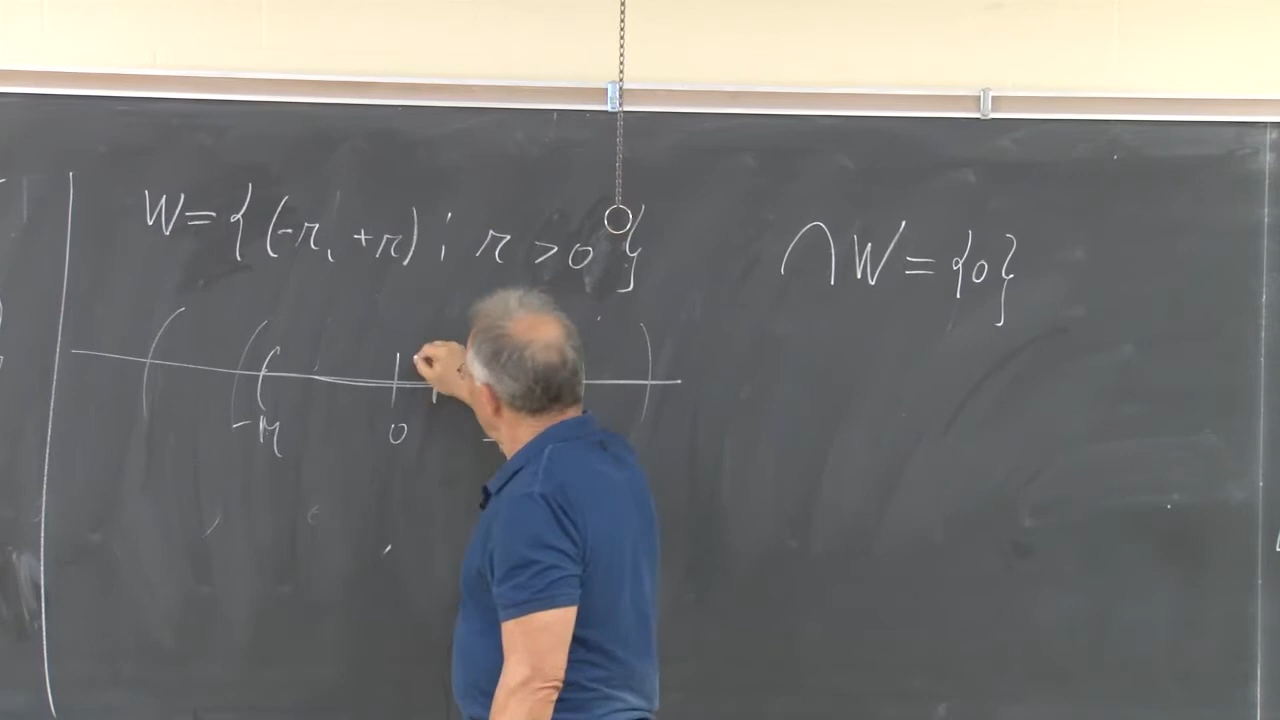 W={(-r, +r) ; r >0}
∩W={0}
-r 0